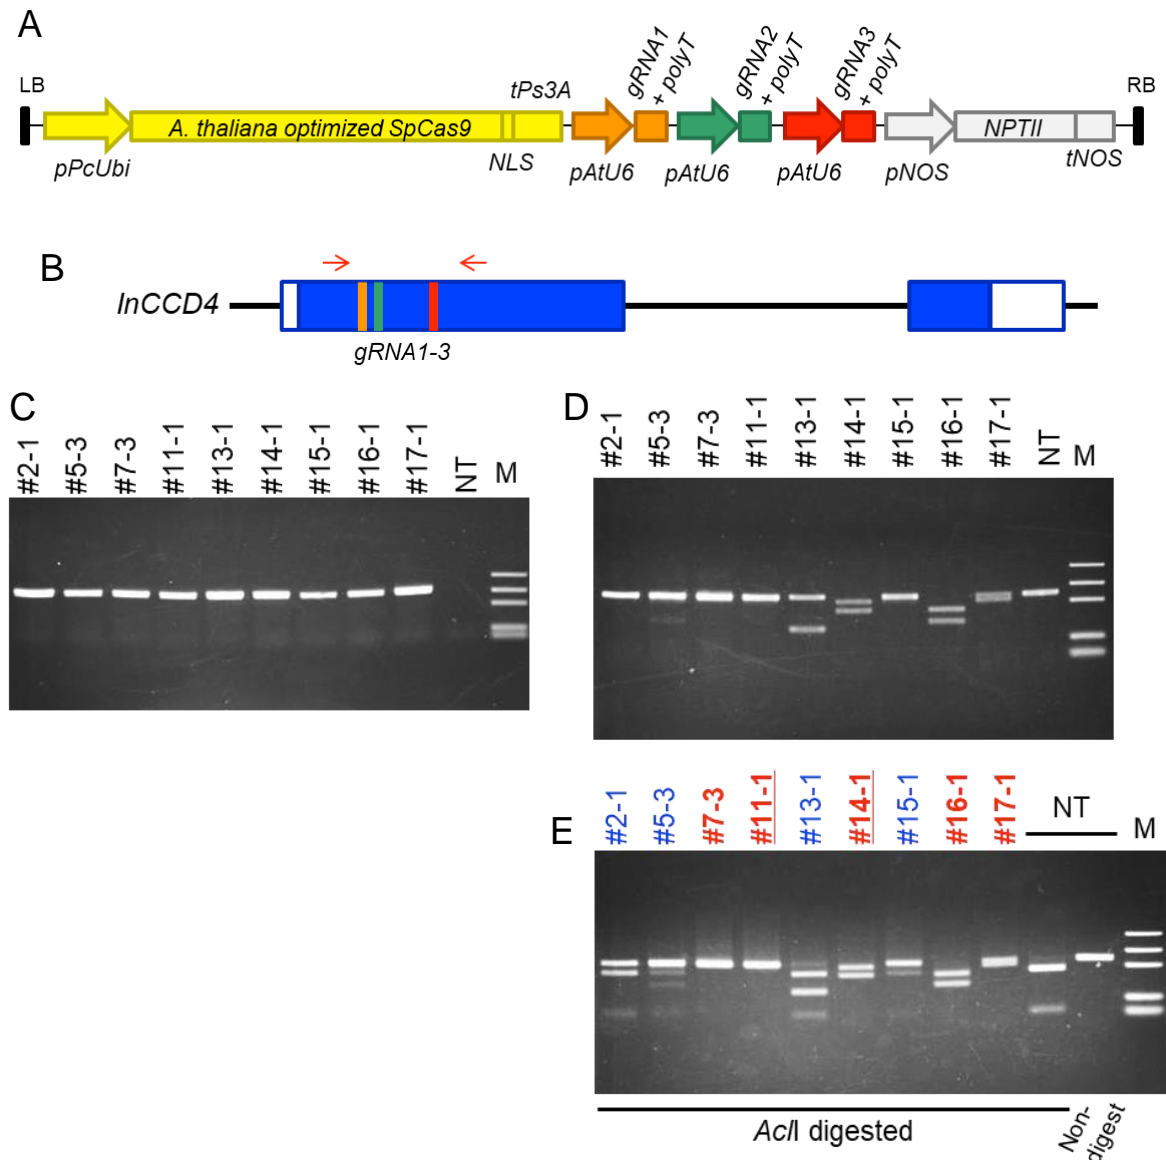 A
LB
A. thaliana optimized SpCas9
NLS
tPs3A
gRNA1
+ polyT
gRNA2
+ polyT
gRNA3
+ polyT
NPTII
tNOS
RB
pPcUbi
pAtU6
pAtU6
pAtU6
pNOS
B
InCCD4
gRNA1-3
C
#2-1
#5-3
#7-3
#11-1
#13-1
#14-1
#15-1
#16-1
#17-1
NT
M
D
#2-1
#5-3
#7-3
#11-1
#13-1
#14-1
#15-1
#16-1
#17-1
NT
M
E
#2-1
#5-3
#7-3
#11-1
#13-1
#14-1
#15-1
#16-1
#17-1
NT
M
AclI digested
Non-
digest